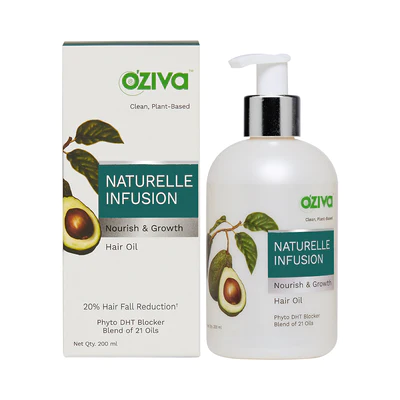 OZIVA
Clean, Plant-Based
NATURELLE
INFUSION
Nourish & Growth
Hair Oil
20% Hair Fall Reduction†
Phyto DHT Blocker
Blend of 21 Oils
Net Qty. 200 ml
OZIVA
Clean, Plant-Based
NATURELLE
INFUSION
Nourish & Growth
Hair Oil
Phyto DHT Blocker
Blend of 21 Oils